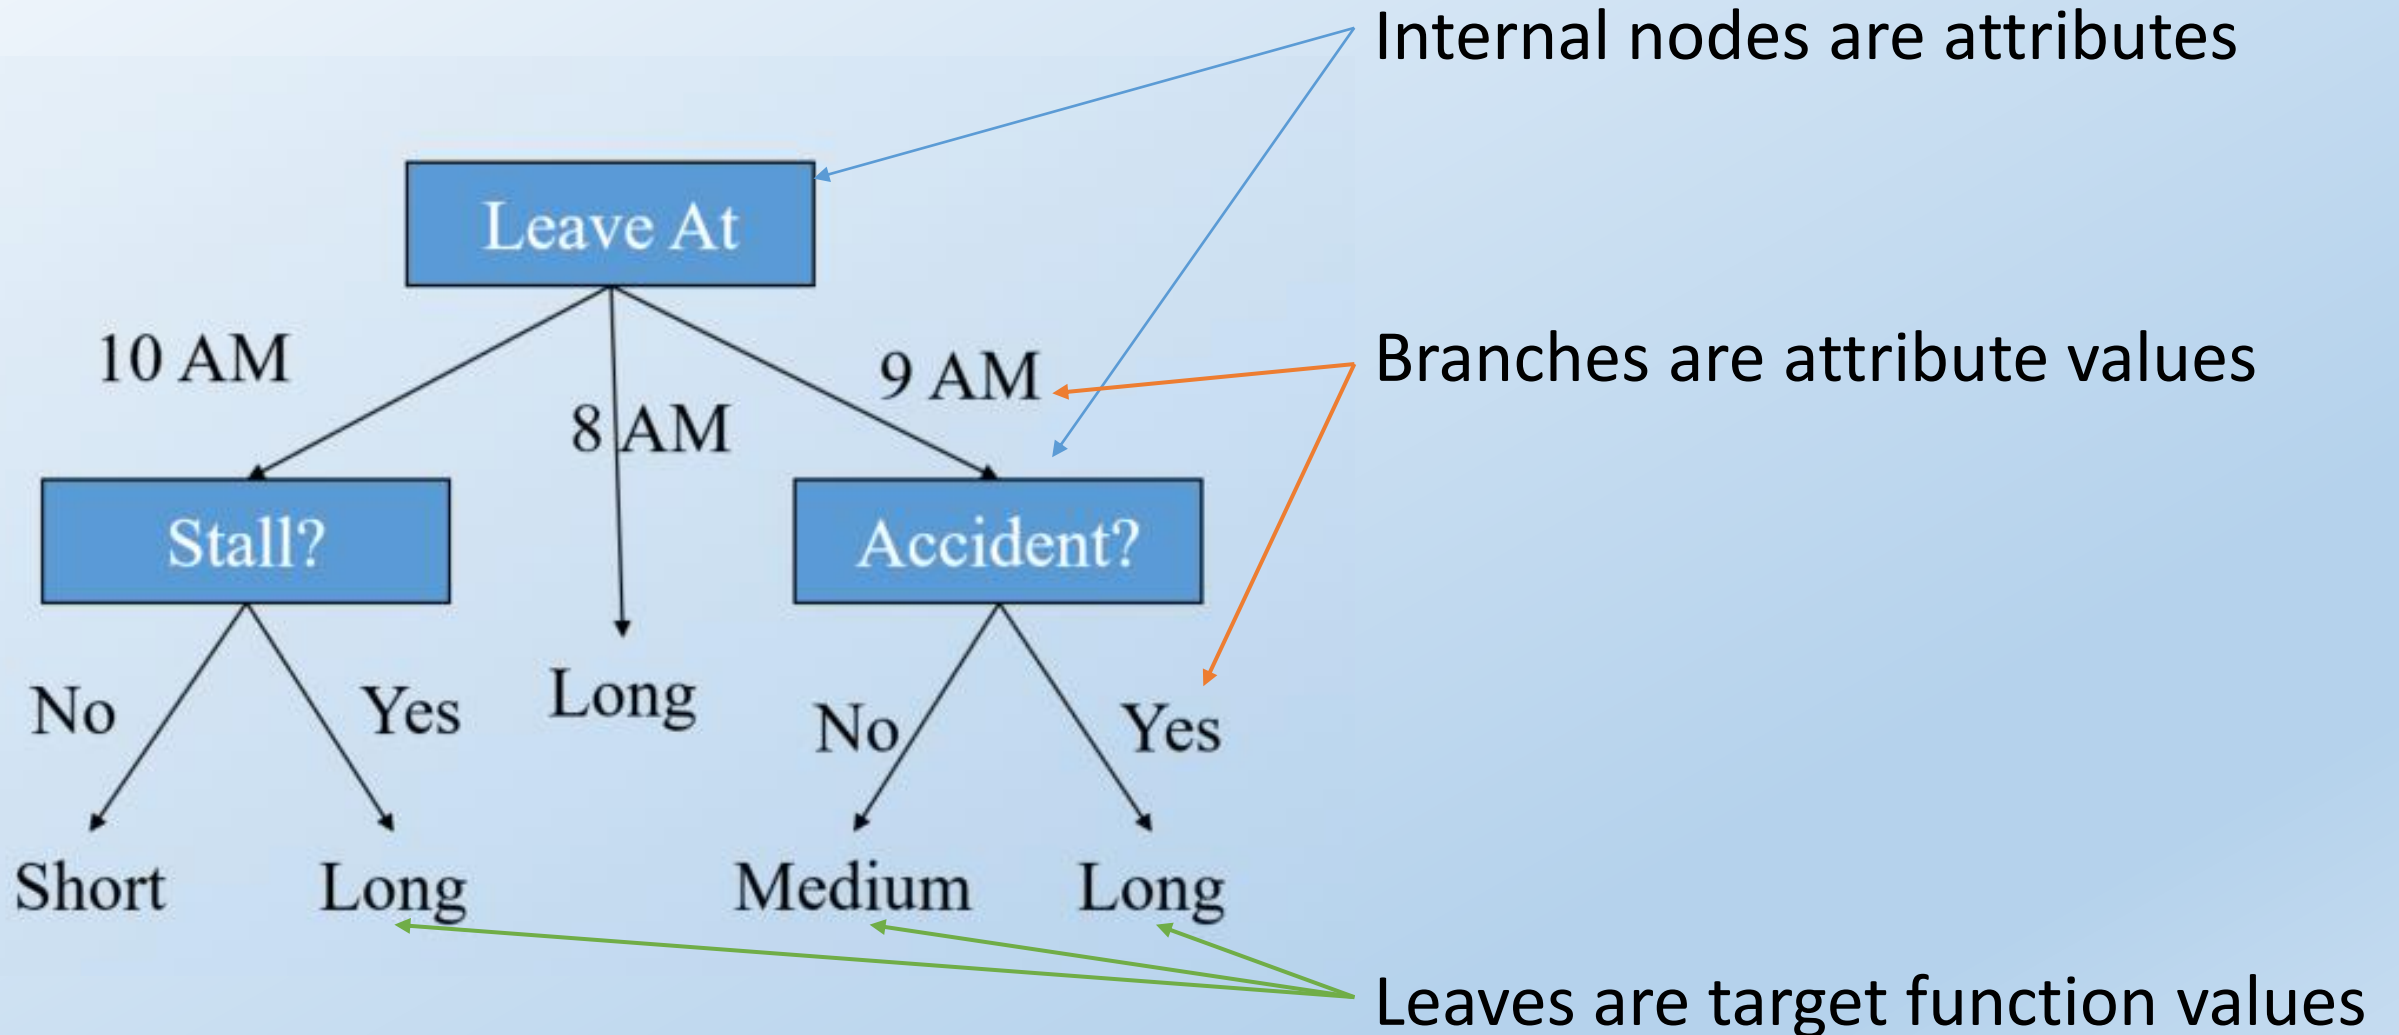 Internal nodes are attributes
Leave At
10 AM
8 AM
9 AM
Branches are attribute values
Stall?
Accident?
No
Yes
Long
No
Yes
Short
Long
Medium
Long
Leaves are target function values